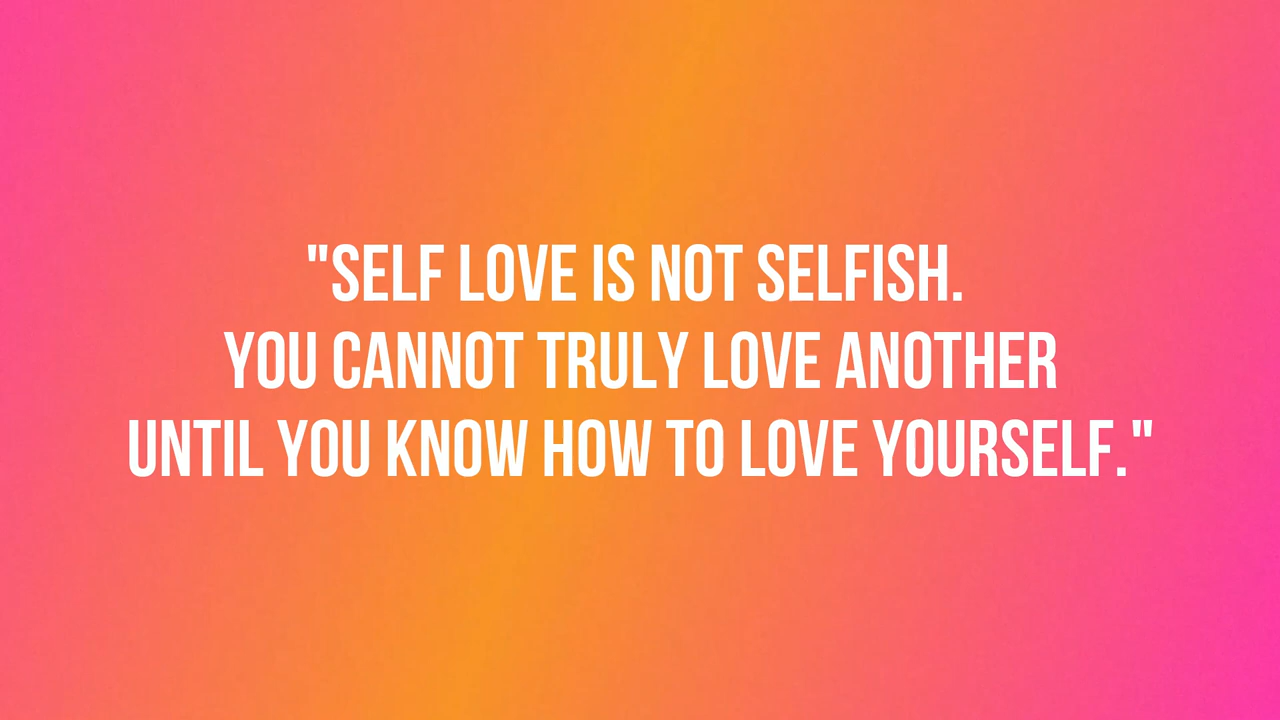 "SELF LOVE IS NOT SELFISH.
YOU CANNOT TRULY LOVE ANOTHER
UNTIL YOU KNOW HOW TO LOVE YOURSELF."